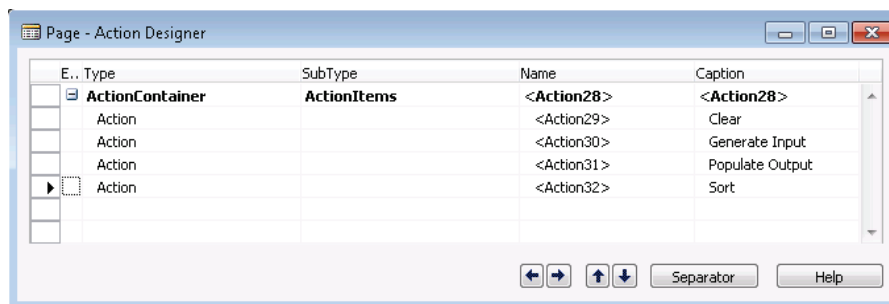 Page - Action Designer
E.. Type SubType Name Caption
ActionContainer ActionItems <Action28> <Action28>
Action <Action29> Clear
Action <Action30> Generate Input
Action <Action31> Populate Output
Action <Action32> Sort
Separator Help